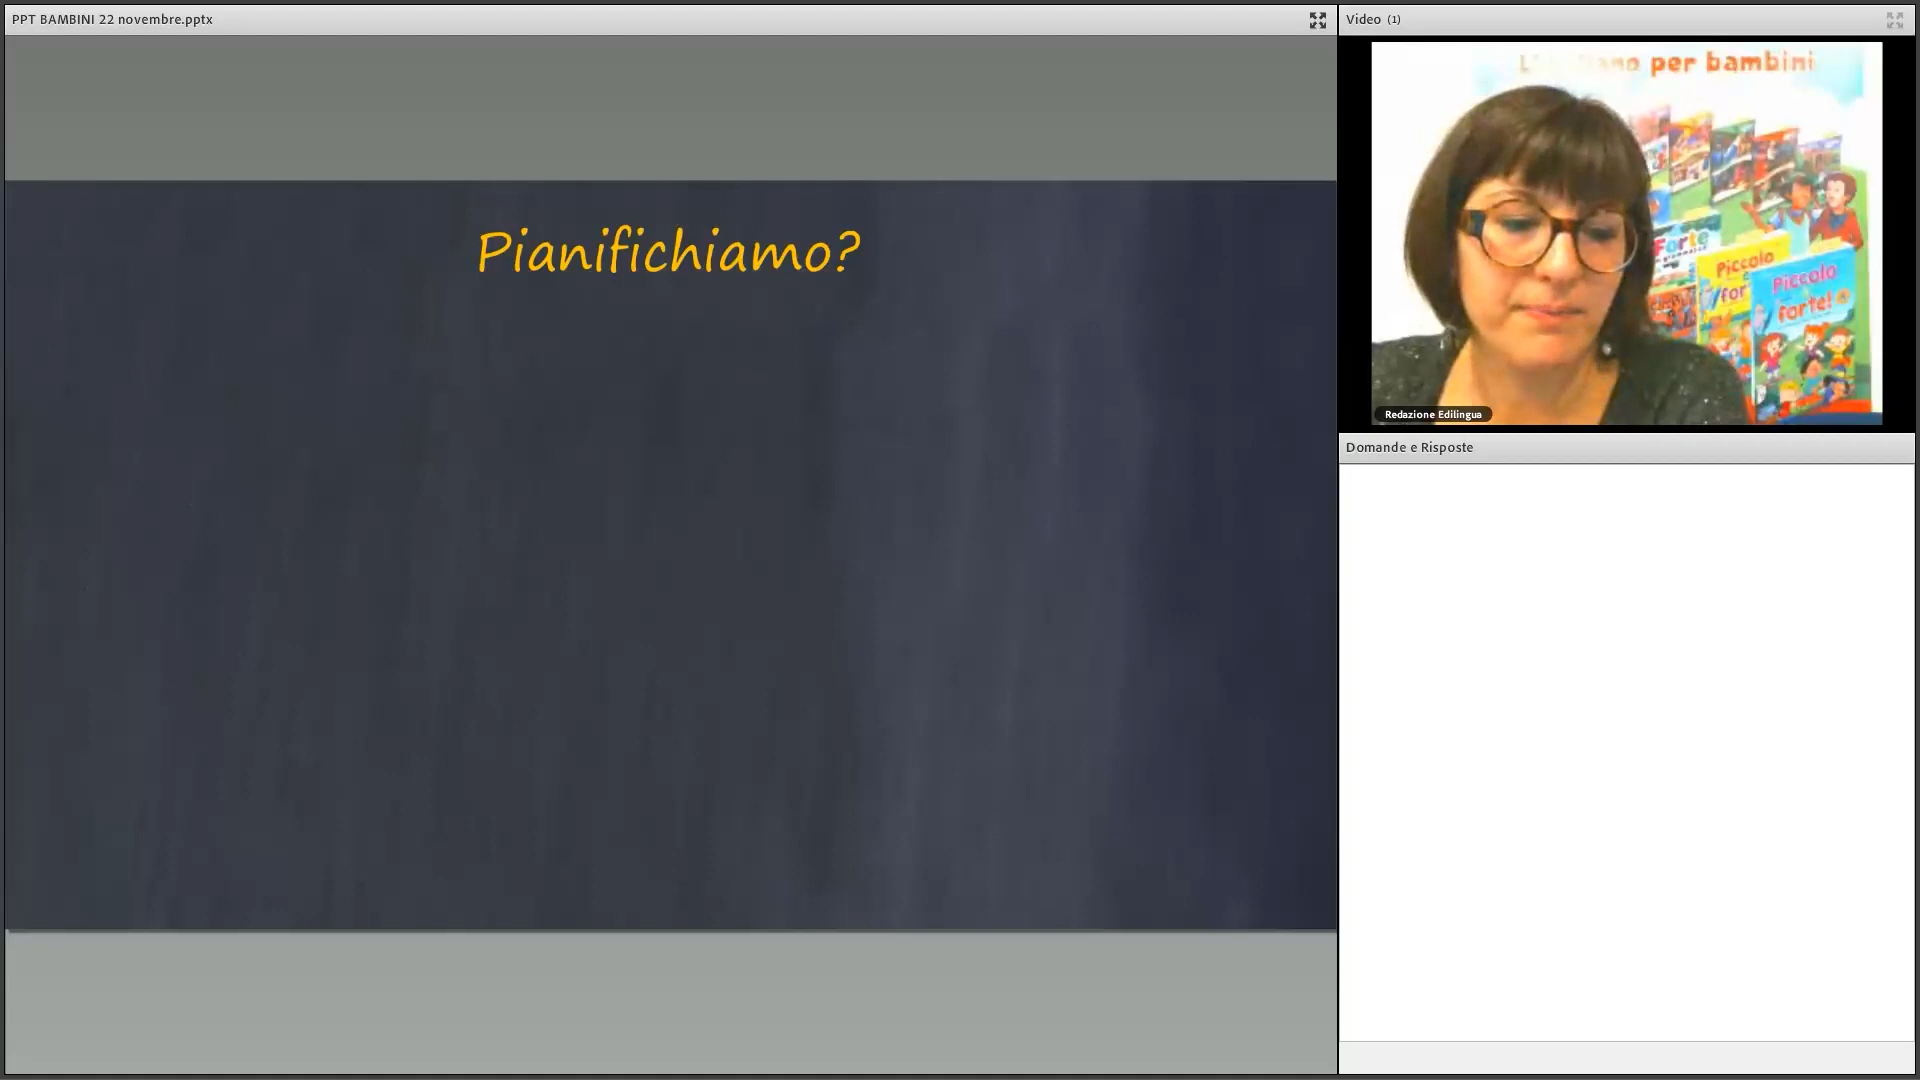 PPT BAMBINI 22 novembre.pptx
Pianifichiamo?
Video (1)
per bambini
Forte
Piccolo
Piccolo
forte!
Redazione Edilingua
Domande e Risposte